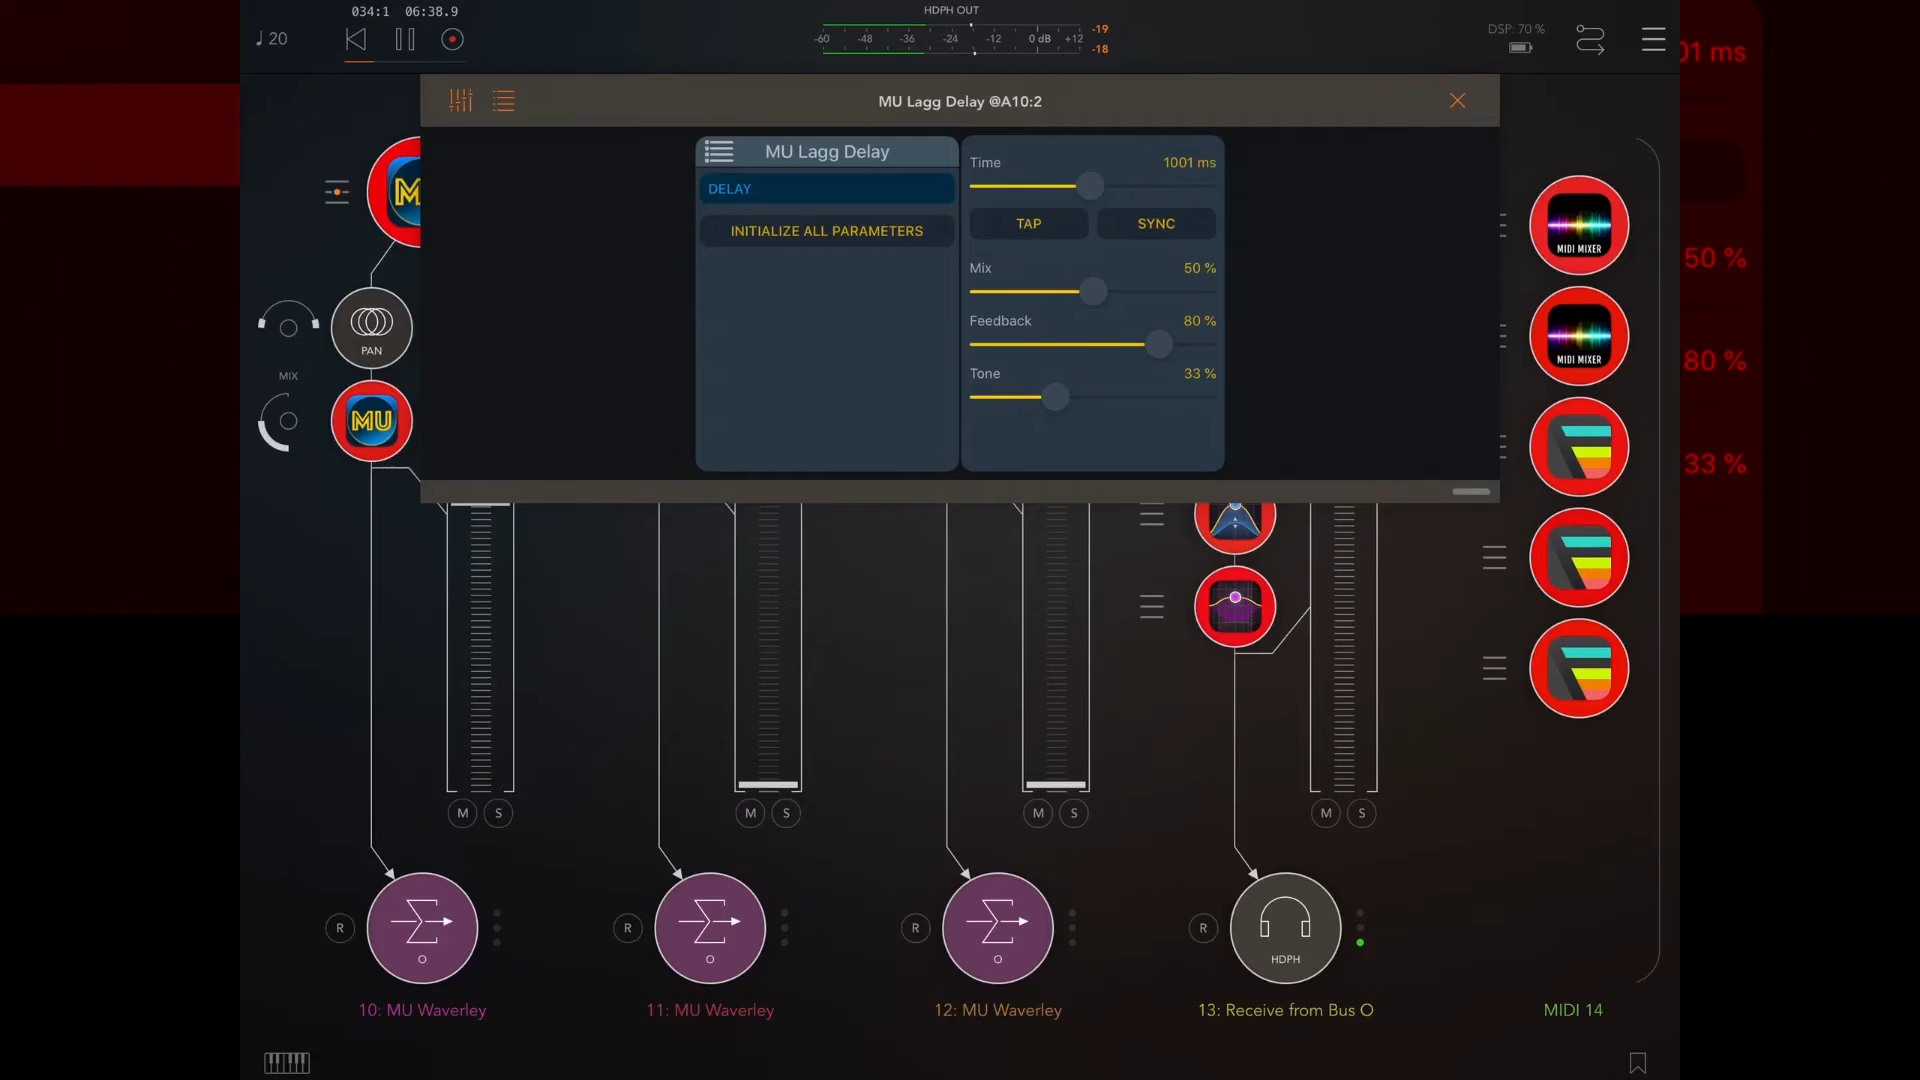 034:1 06:38.9
HDPH OUT
♩ 20
-60 -48 -36 -24 -12 0 dB +12
-19
-18
DSP: 70 %
01 ms
MU Lagg Delay @A10:2
MU Lagg Delay
DELAY
INITIALIZE ALL PARAMETERS
Time 1001 ms
TAP SYNC
Mix 50 %
Feedback 80 %
Tone 33 %
M
PAN
MIX
MU
MIDI MIXER
MIDI MIXER
50 %
80 %
33 %
M S
M S
M S
M S
R
O
R
O
R
O
R
HDPH
10: MU Waverley
11: MU Waverley
12: MU Waverley
13: Receive from Bus O
MIDI 14